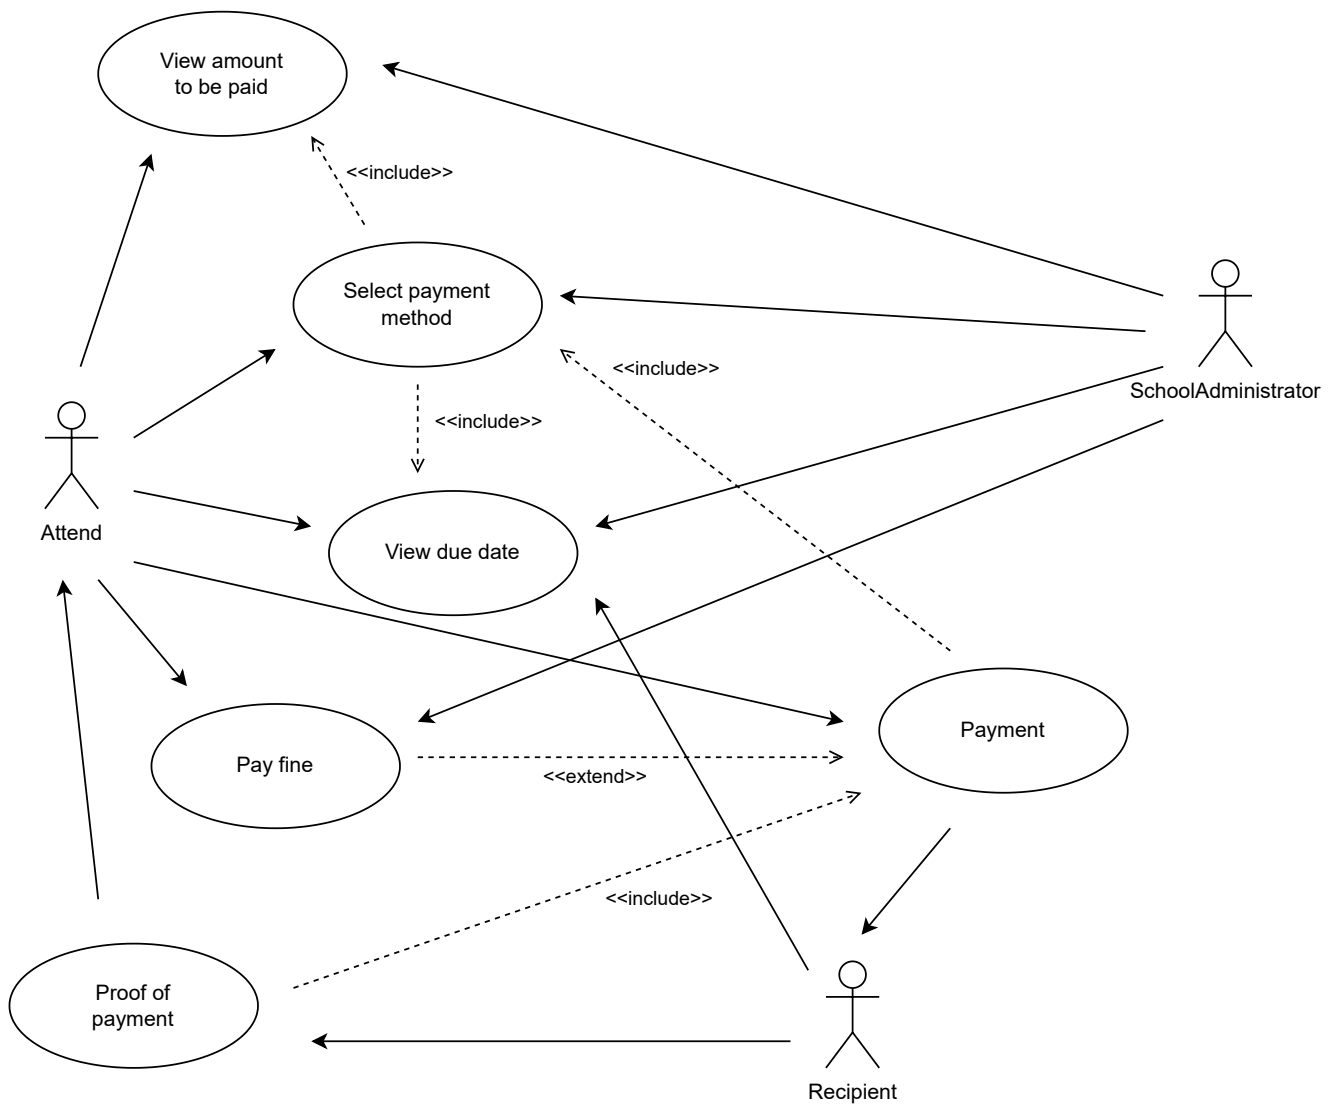 View amount
to be paid
<<include>>
Select payment
method
<<include>>
SchoolAdministrator
<<include>>
Attend
View due date
Payment
Pay fine
<<extend>>
<<include>>
Proof of
payment
Recipient